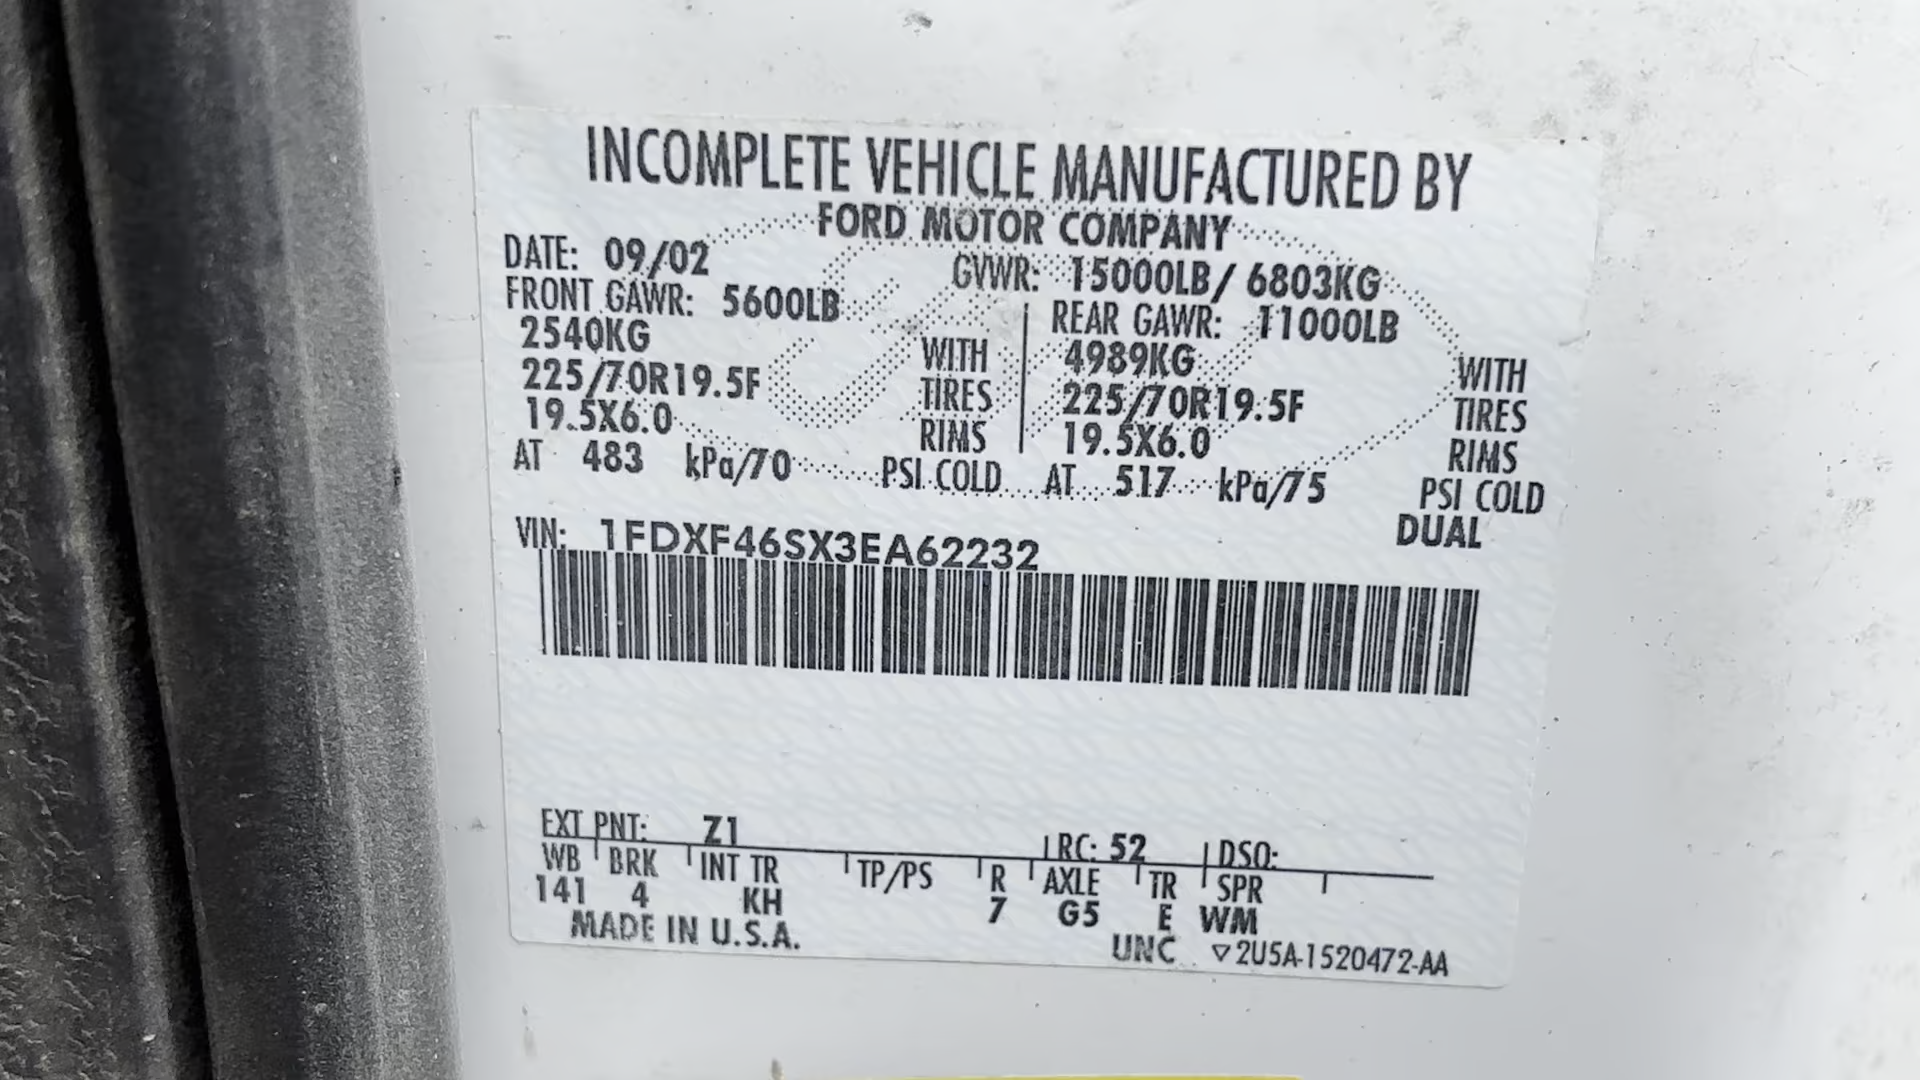 INCOMPLETE VEHICLE MANUFACTURED BY
FORD MOTOR COMPANY
DATE: 09/02 GVWR: 15000LB/ 6803KG
FRONT GAWR: 5600LB REAR GAWR: 11000LB
2540KG WITH 4989KG WITH
225/70R19.5F TIRES 225/70R19.5F TIRES
19.5X6.0 RIMS 19.5X6.0 RIMS
AT 483 kPa/70 PSI COLD AT 517 kPa/75 PSI COLD
DUAL
VIN: 1FDXF46SX3EA62232
EXT PNT: Z1 RC: 52 DSO:
WB BRK INT TR TP/PS R AXLE TR SPR
141 4 KH 7 G5 E WM
MADE IN U.S.A. UNC ▽2U5A-1520472-AA